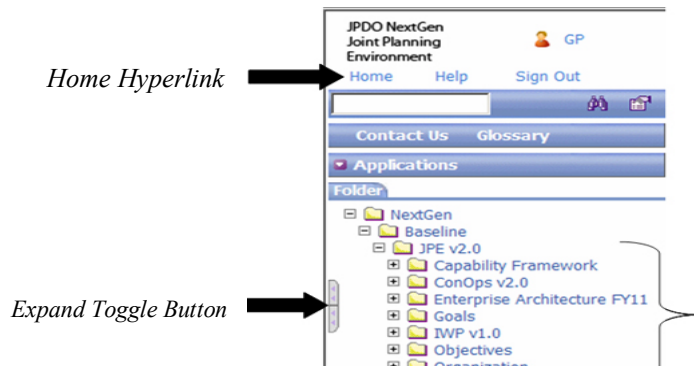 JPDO NextGen
Joint Planning
Environment
GP
Home Hyperlink
Home Help Sign Out
Contact Us Glossary
Applications
Folder
NextGen
Baseline
JPE v2.0
Capability Framework
ConOps v2.0
Expand Toggle Button
Enterprise Architecture FY11
Goals
IWP v1.0
Objectives
Organization